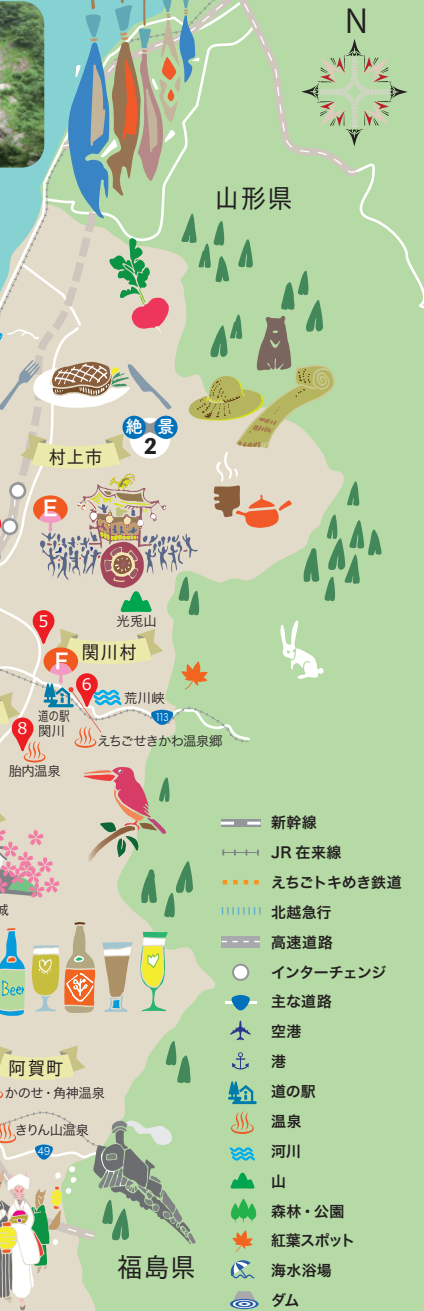 N
山形県
絶景
2
村上市
E
光兎山
5
関川村
F
6
荒川峡
道の駅
関川
113
8
えちごせきかわ温泉郷
胎内温泉
新幹線
JR 在来線
えちごトキめき鉄道
城
北越急行
高速道路
Beer
インターチェンジ
主な道路
空港
港
阿賀町
道の駅
かのせ・角神温泉
温泉
きりん山温泉
49
河川
山
森林・公園
紅葉スポット
福島県
海水浴場
ダム